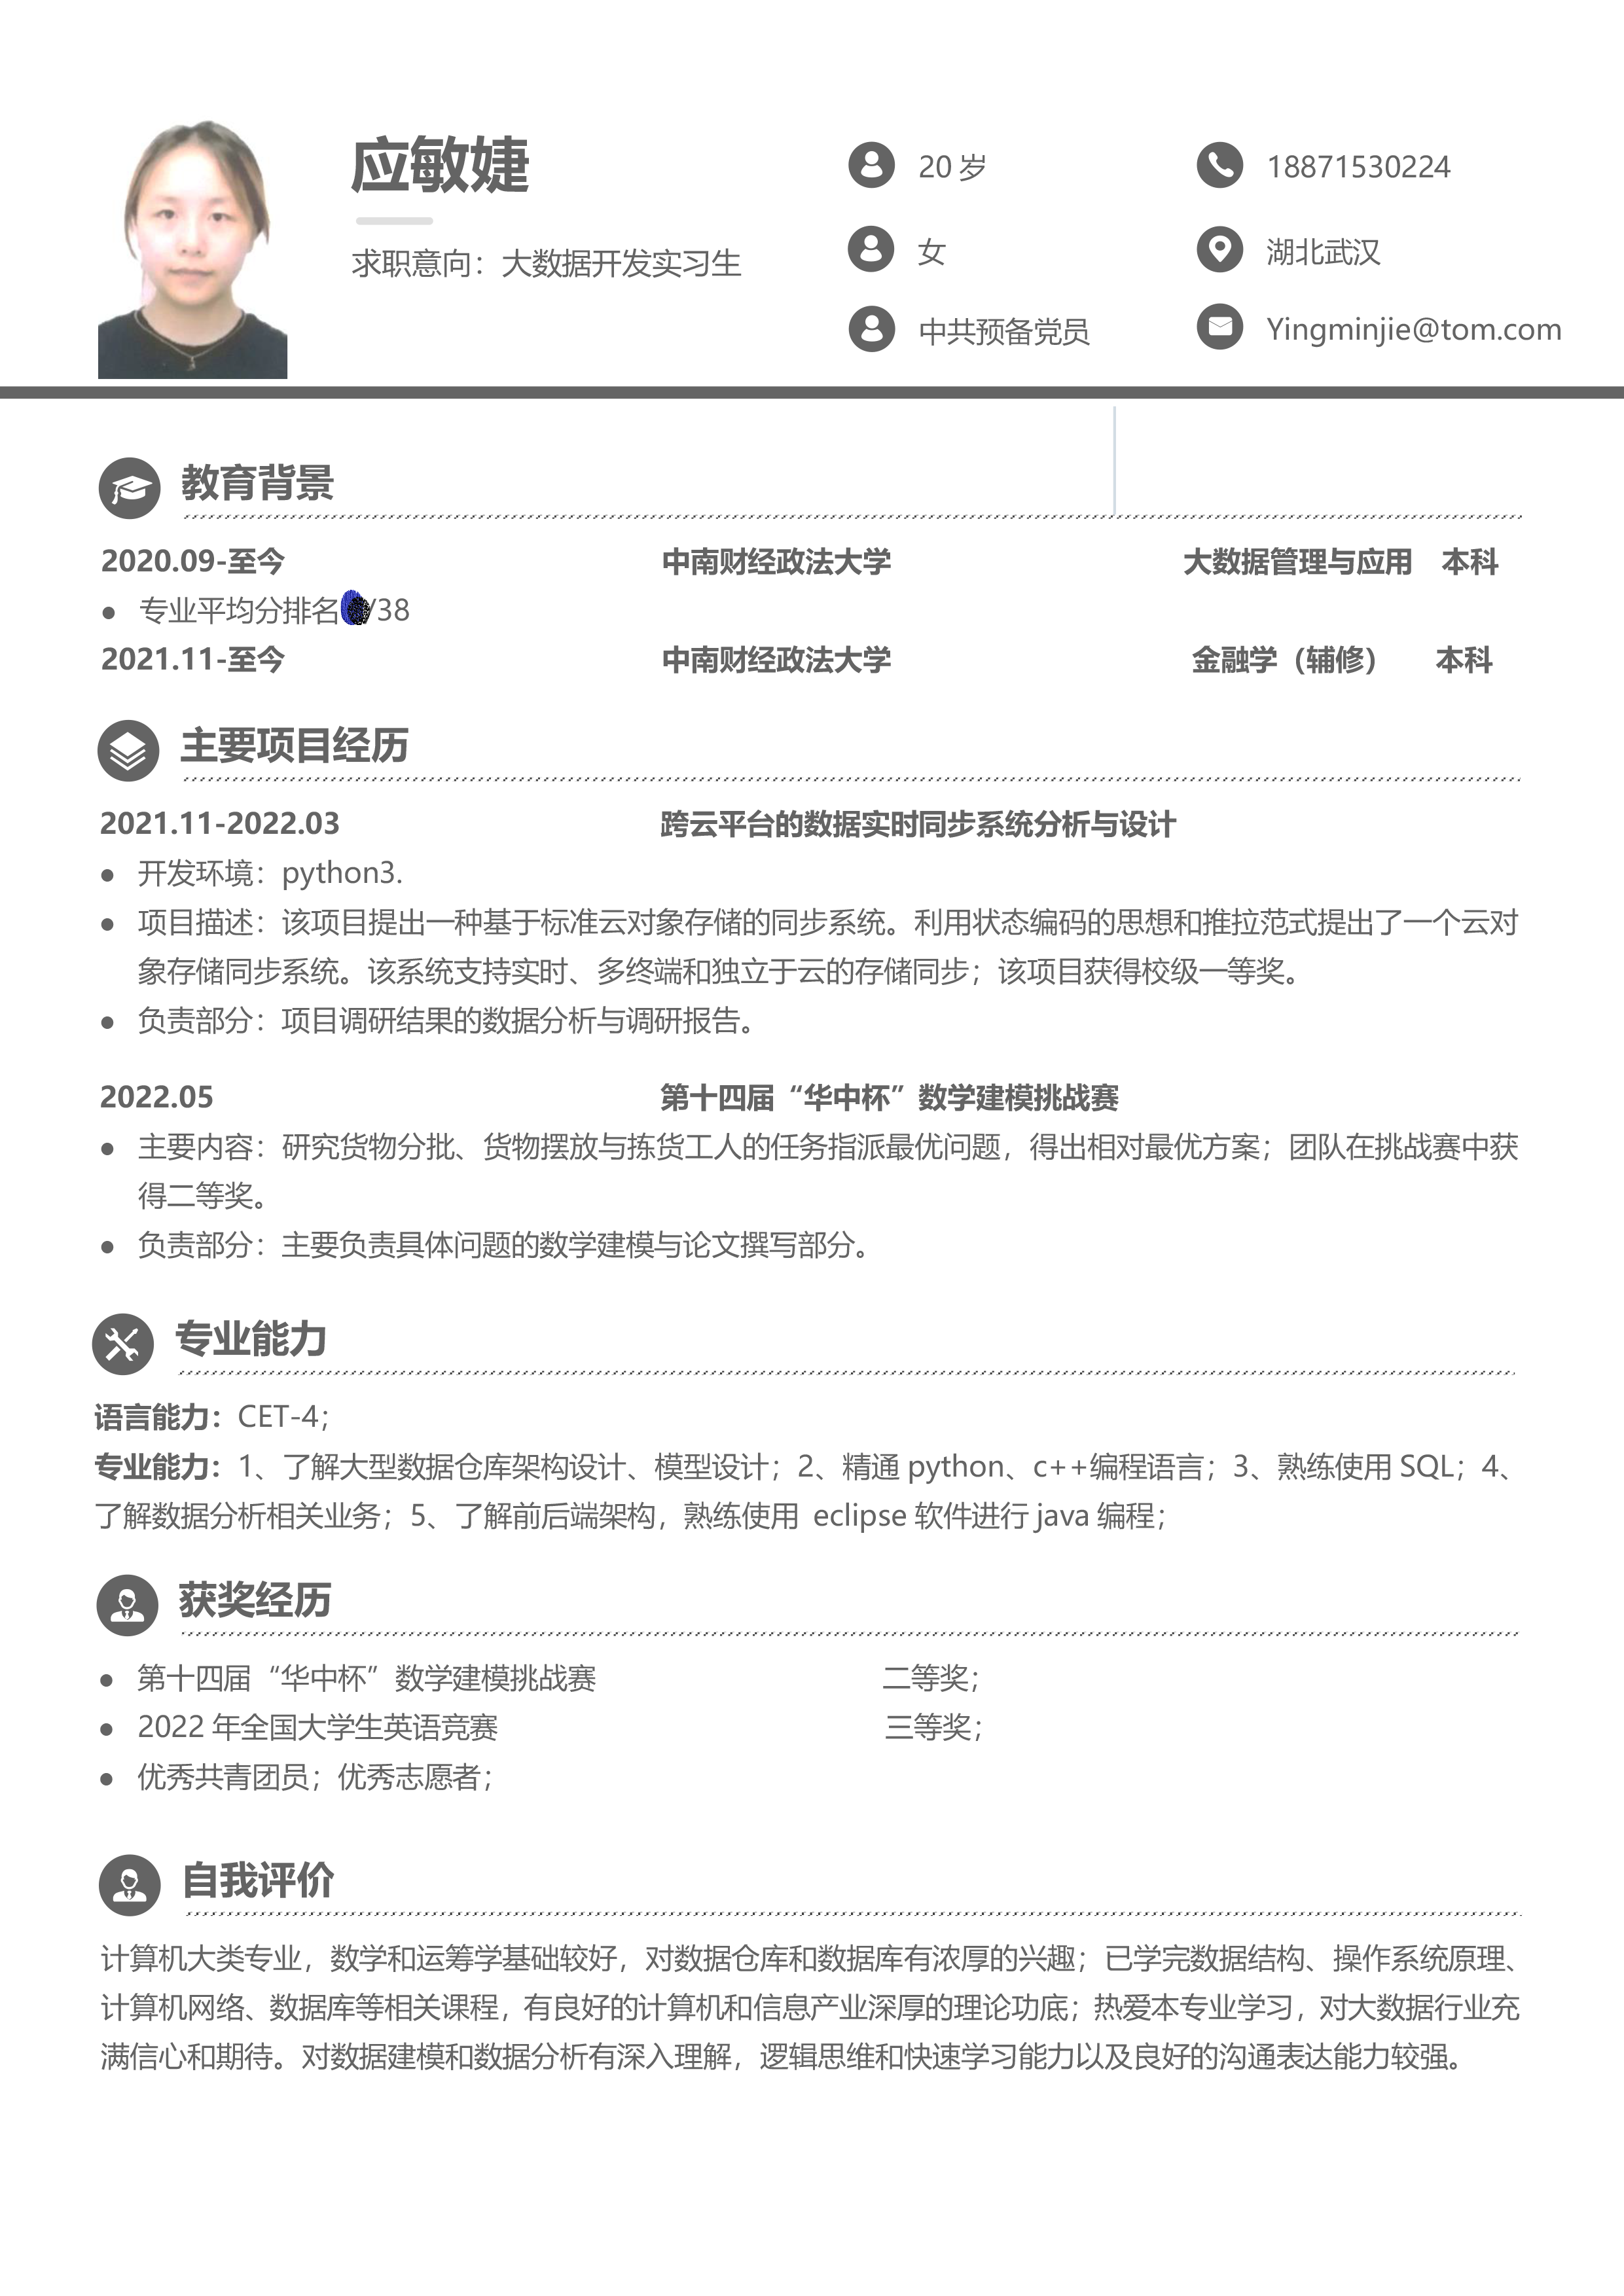 应敏婕
求职意向：大数据开发实习生
20 岁
女
中共预备党员
18871530224
湖北武汉
Yingminjie@tom.com
教育背景
2020.09-至今 中南财经政法大学 大数据管理与应用 本科
● 专业平均分排名 /38
2021.11-至今 中南财经政法大学 金融学（辅修） 本科
主要项目经历
2021.11-2022.03 跨云平台的数据实时同步系统分析与设计
● 开发环境：python3.
● 项目描述：该项目提出一种基于标准云对象存储的同步系统。利用状态编码的思想和推拉范式提出了一个云对
象存储同步系统。该系统支持实时、多终端和独立于云的存储同步；该项目获得校级一等奖。
● 负责部分：项目调研结果的数据分析与调研报告。
2022.05 第十四届“华中杯”数学建模挑战赛
● 主要内容：研究货物分批、货物摆放与拣货工人的任务指派最优问题，得出相对最优方案；团队在挑战赛中获
得二等奖。
● 负责部分：主要负责具体问题的数学建模与论文撰写部分。
专业能力
语言能力：CET-4；
专业能力：1、了解大型数据仓库架构设计、模型设计；2、精通 python、c++编程语言；3、熟练使用 SQL；4、
了解数据分析相关业务；5、了解前后端架构，熟练使用 eclipse 软件进行 java 编程；
获奖经历
● 第十四届“华中杯”数学建模挑战赛 二等奖；
● 2022 年全国大学生英语竞赛 三等奖；
● 优秀共青团员；优秀志愿者；
自我评价
计算机大类专业，数学和运筹学基础较好，对数据仓库和数据库有浓厚的兴趣；已学完数据结构、操作系统原理、
计算机网络、数据库等相关课程，有良好的计算机和信息产业深厚的理论功底；热爱本专业学习，对大数据行业充
满信心和期待。对数据建模和数据分析有深入理解，逻辑思维和快速学习能力以及良好的沟通表达能力较强。